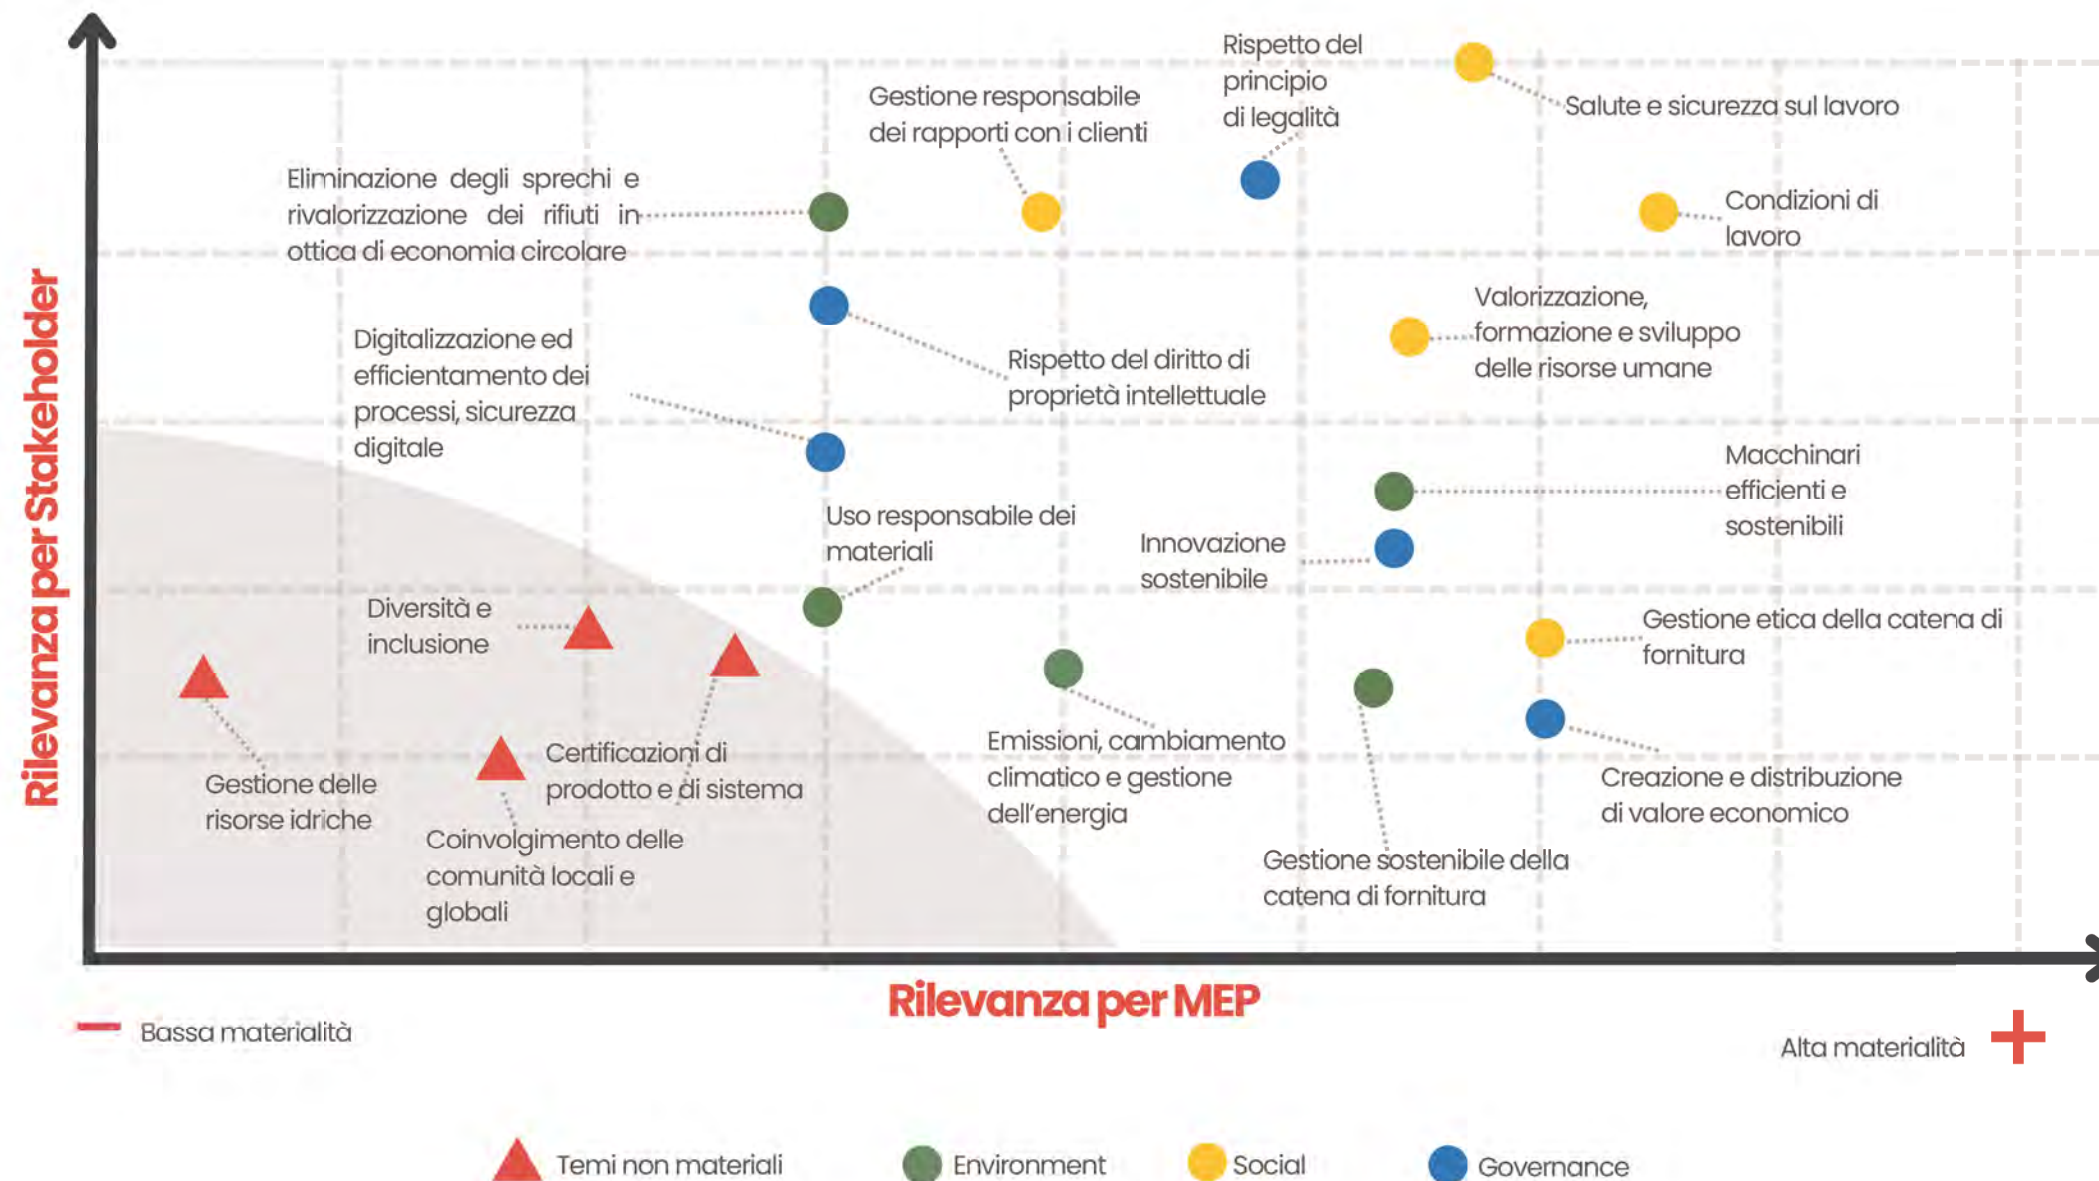 Rispetto del
principio
di legalità
Gestione responsabile
dei rapporti con i clienti
Salute e sicurezza sul lavoro
Eliminazione degli sprechi e
rivalorizzazione dei rifiuti in
ottica di economia circolare
Condizioni di
lavoro
Valorizzazione,
formazione e sviluppo
delle risorse umane
Digitalizzazione ed
efficientamento dei
processi, sicurezza
digitale
Rispetto del diritto di
proprietà intellettuale
Macchinari
efficienti e
sostenibili
Uso responsabile dei
materiali
Innovazione
sostenibile
Diversità e
inclusione
Gestione etica della catena di
fornitura
Emissioni, cambiamento
climatico e gestione
dell'energia
Certificazioni di
prodotto e di sistema
Gestione delle
risorse idriche
Creazione e distribuzione
di valore economico
Coinvolgimento delle
comunità locali e
globali
Gestione sostenibile della
catena di fornitura
Rilevanza per Stakeholder
Rilevanza per MEP
Bassa materialità
Alta materialità
Temi non materiali
Environment
Social
Governance